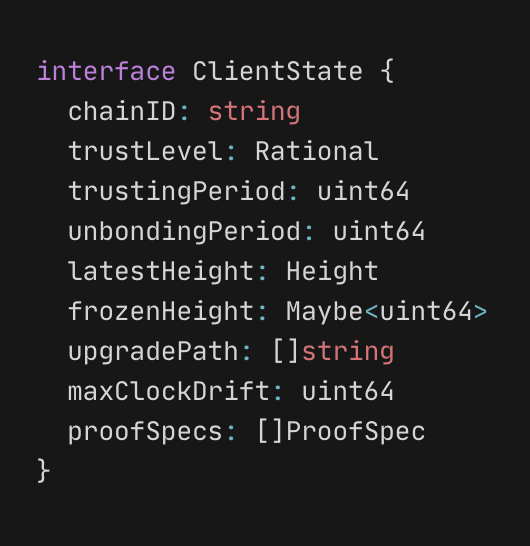 interface ClientState {
  chainID: string
  trustLevel: Rational
  trustingPeriod: uint64
  unbondingPeriod: uint64
  latestHeight: Height
  frozenHeight: Maybe<uint64>
  upgradePath: []string
  maxClockDrift: uint64
  proofSpecs: []ProofSpec
}